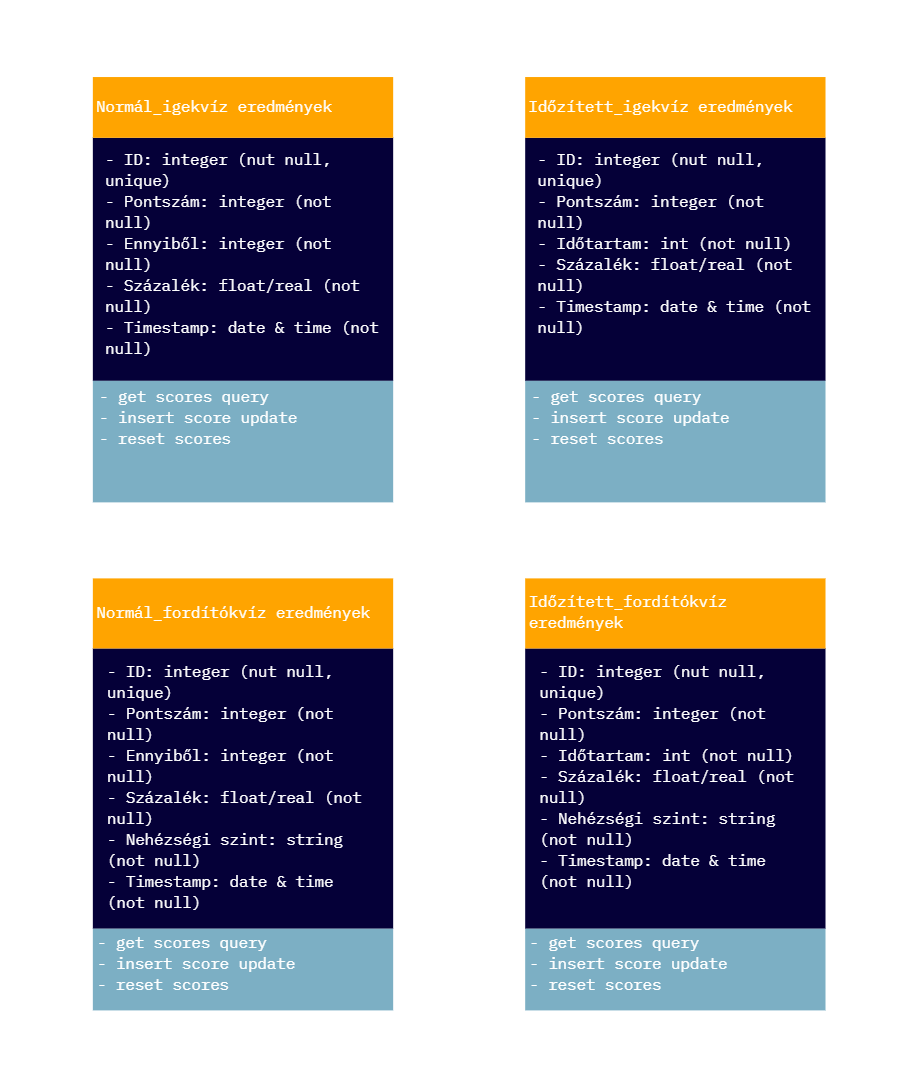 Normál_igekvíz eredmények
- ID: integer (nut null,
unique)
- Pontszám: integer (not
null)
- Ennyiből: integer (not
null)
- Százalék: float/real (not
null)
- Timestamp: date & time (not
null)
- get scores query
- insert score update
- reset scores
Időzített_igekvíz eredmények
- ID: integer (nut null,
unique)
- Pontszám: integer (not
null)
- Időtartam: int (not null)
- Százalék: float/real (not
null)
- Timestamp: date & time (not
null)
- get scores query
- insert score update
- reset scores
Normál_fordítókvíz eredmények
- ID: integer (nut null,
unique)
- Pontszám: integer (not
null)
- Ennyiből: integer (not
null)
- Százalék: float/real (not
null)
- Nehézségi szint: string
(not null)
- Timestamp: date & time
(not null)
- get scores query
- insert score update
- reset scores
Időzített_fordítókvíz
eredmények
- ID: integer (nut null,
unique)
- Pontszám: integer (not
null)
- Időtartam: int (not null)
- Százalék: float/real (not
null)
- Nehézségi szint: string
(not null)
- Timestamp: date & time
(not null)
- get scores query
- insert score update
- reset scores